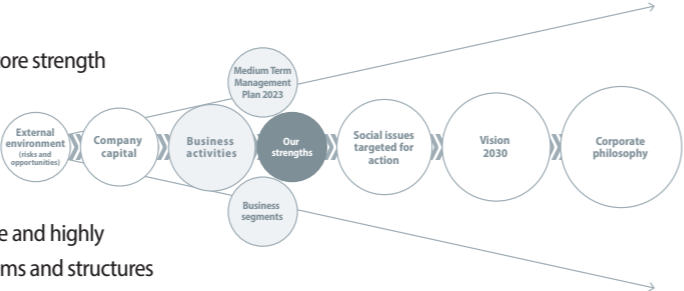 ore strength
Medium Term
Management
Plan 2023
External
environment
(risks and
opportunities)
Company
capital
Business
activities
Our
strengths
Social issues
targeted for
action
Vision
2030
Corporate
philosophy
Business
segments
e and highly
ms and structures